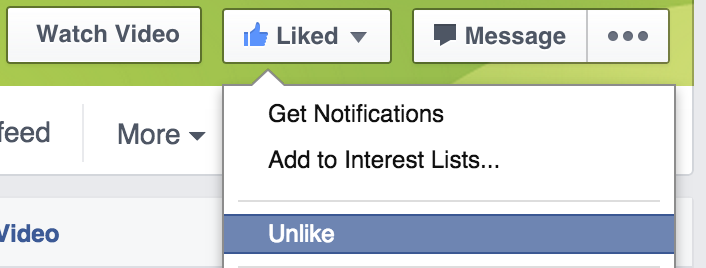 Watch Video Liked Message
Get Notifications
feed More Add to Interest Lists...
Video Unlike